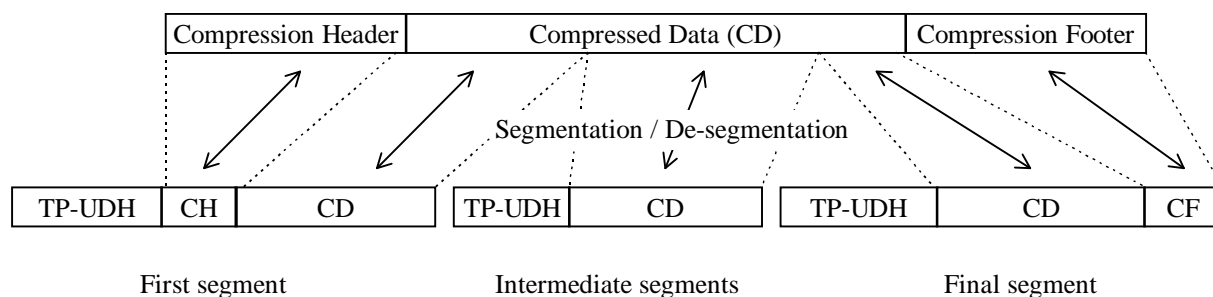 Compression Header Compressed Data (CD) Compression Footer
Segmentation / De-segmentation
TP-UDH CH CD TP-UDH CD TP-UDH CD CF
First segment Intermediate segments Final segment